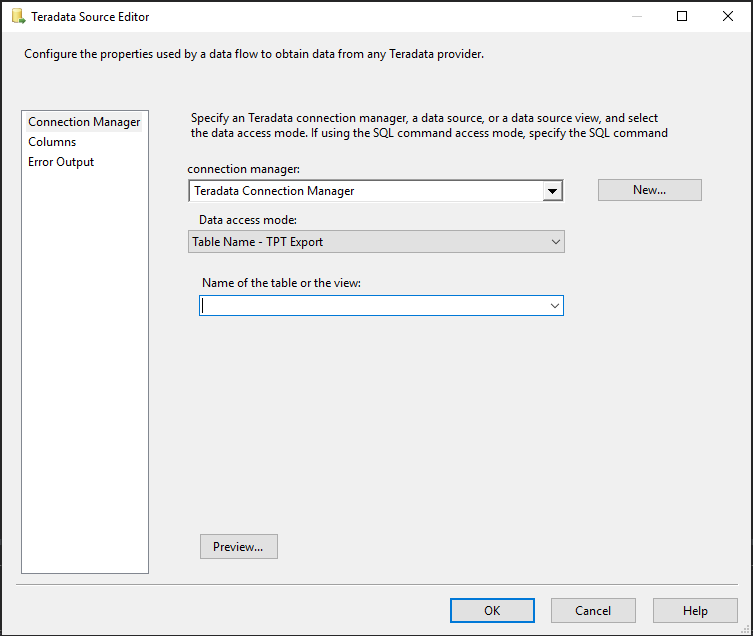 Teradata Source Editor
Configure the properties used by a data flow to obtain data from any Teradata provider.
Connection Manager
Columns
Error Output
Specify an Teradata connection manager, a data source, or a data source view, and select
the data access mode. If using the SQL command access mode, specify the SQL command
connection manager:
Teradata Connection Manager
New...
Data access mode:
Table Name - TPT Export
Name of the table or the view:
Preview...
OK
Cancel
Help